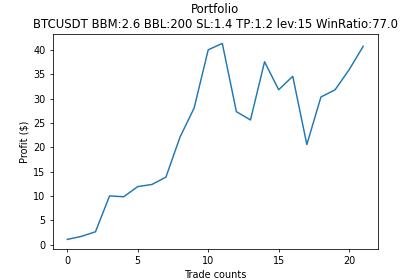 Portfolio
BTCUSDT BBM:2.6 BBL:200 SL:1.4 TP:1.2 lev:15 WinRatio:77.0
40
35
30
25
20
15
10
5
0
Profit ($)
0 5 10 15 20
Trade counts